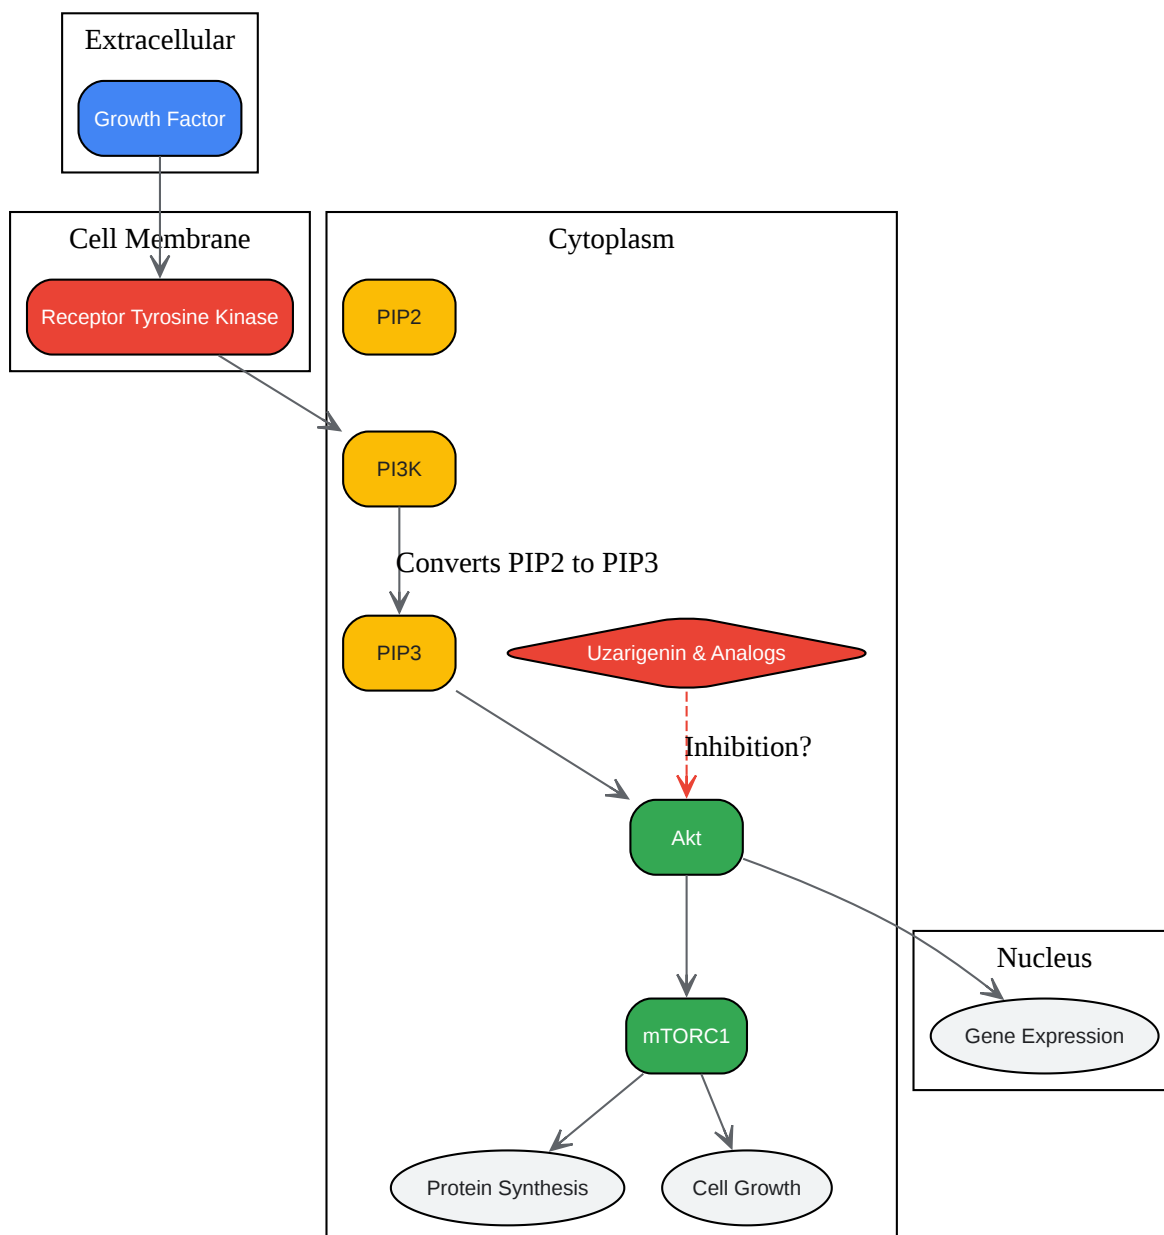 Extracellular
Growth Factor
Cell Membrane
Receptor Tyrosine Kinase
Cytoplasm
PIP2
PI3K
Converts PIP2 to PIP3
PIP3
Uzarigenin & Analogs
Inhibition?
Akt
mTORC1
Protein Synthesis
Cell Growth
Nucleus
Gene Expression